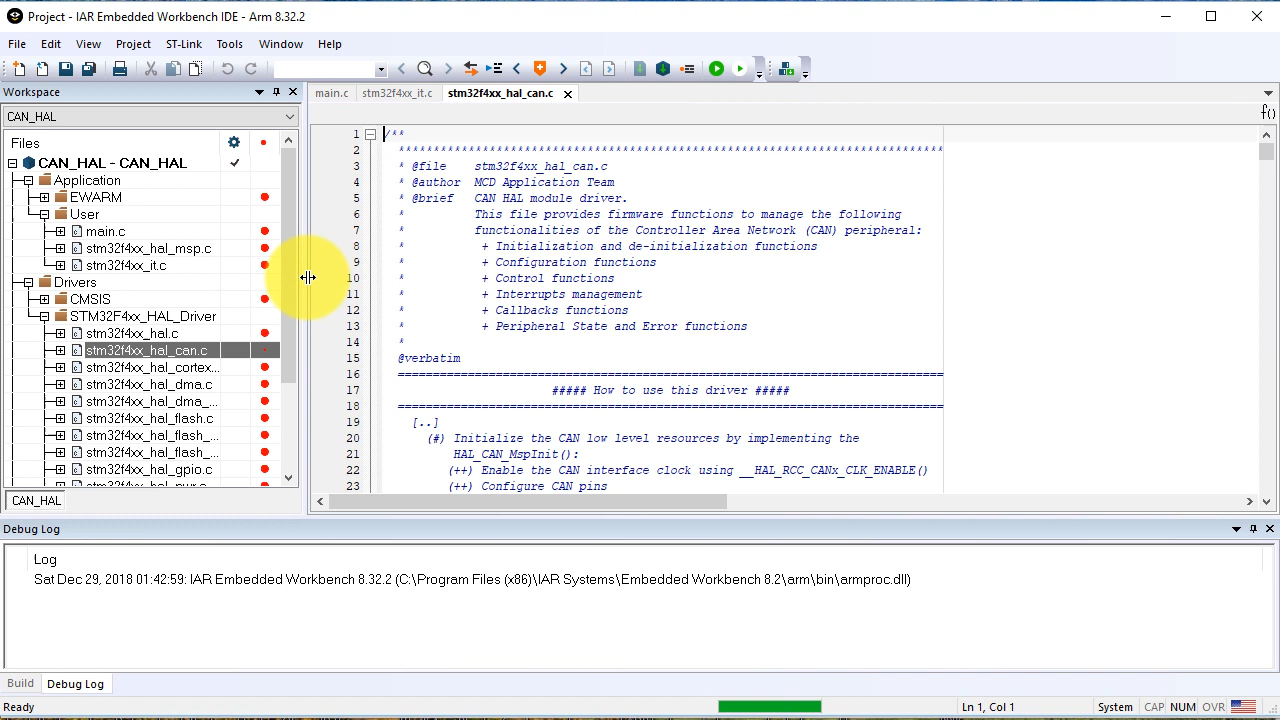 Project - IAR Embedded Workbench IDE - Arm 8.32.2
File Edit View Project ST-Link Tools Window Help
Workspace
CAN_HAL
Files
CAN_HAL - CAN_HAL
Application
EWARM
User
main.c
stm32f4xx_hal_msp.c
stm32f4xx_it.c
Drivers
CMSIS
STM32F4xx_HAL_Driver
stm32f4xx_hal.c
stm32f4xx_hal_can.c
stm32f4xx_hal_cortex...
stm32f4xx_hal_dma.c
stm32f4xx_hal_dma_...
stm32f4xx_hal_flash.c
stm32f4xx_hal_flash_...
stm32f4xx_hal_flash_...
stm32f4xx_hal_gpio.c
stm32f4xx_hal_pwr.c
CAN_HAL
main.c stm32f4xx_it.c stm32f4xx_hal_can.c
f()
1 /**
2 ******************************************************************************
3 * @file stm32f4xx_hal_can.c
4 * @author MCD Application Team
5 * @brief CAN HAL module driver.
6 * This file provides firmware functions to manage the following
7 * functionalities of the Controller Area Network (CAN) peripheral:
8 * + Initialization and de-initialization functions
9 * + Configuration functions
10 * + Control functions
11 * + Interrupts management
12 * + Callbacks functions
13 * + Peripheral State and Error functions
14 *
15 @verbatim
16 ==============================================================================
17 ##### How to use this driver #####
18 ==============================================================================
19 [..]
20 (#) Initialize the CAN low level resources by implementing the
21 HAL_CAN_MspInit():
22 (++) Enable the CAN interface clock using __HAL_RCC_CANx_CLK_ENABLE()
23 (++) Configure CAN pins
Debug Log
Log
Sat Dec 29, 2018 01:42:59: IAR Embedded Workbench 8.32.2 (C:\Program Files (x86)\IAR Systems\Embedded Workbench 8.2\arm\bin\armproc.dll)
Build Debug Log
Ready Ln 1, Col 1 System CAP NUM OVR